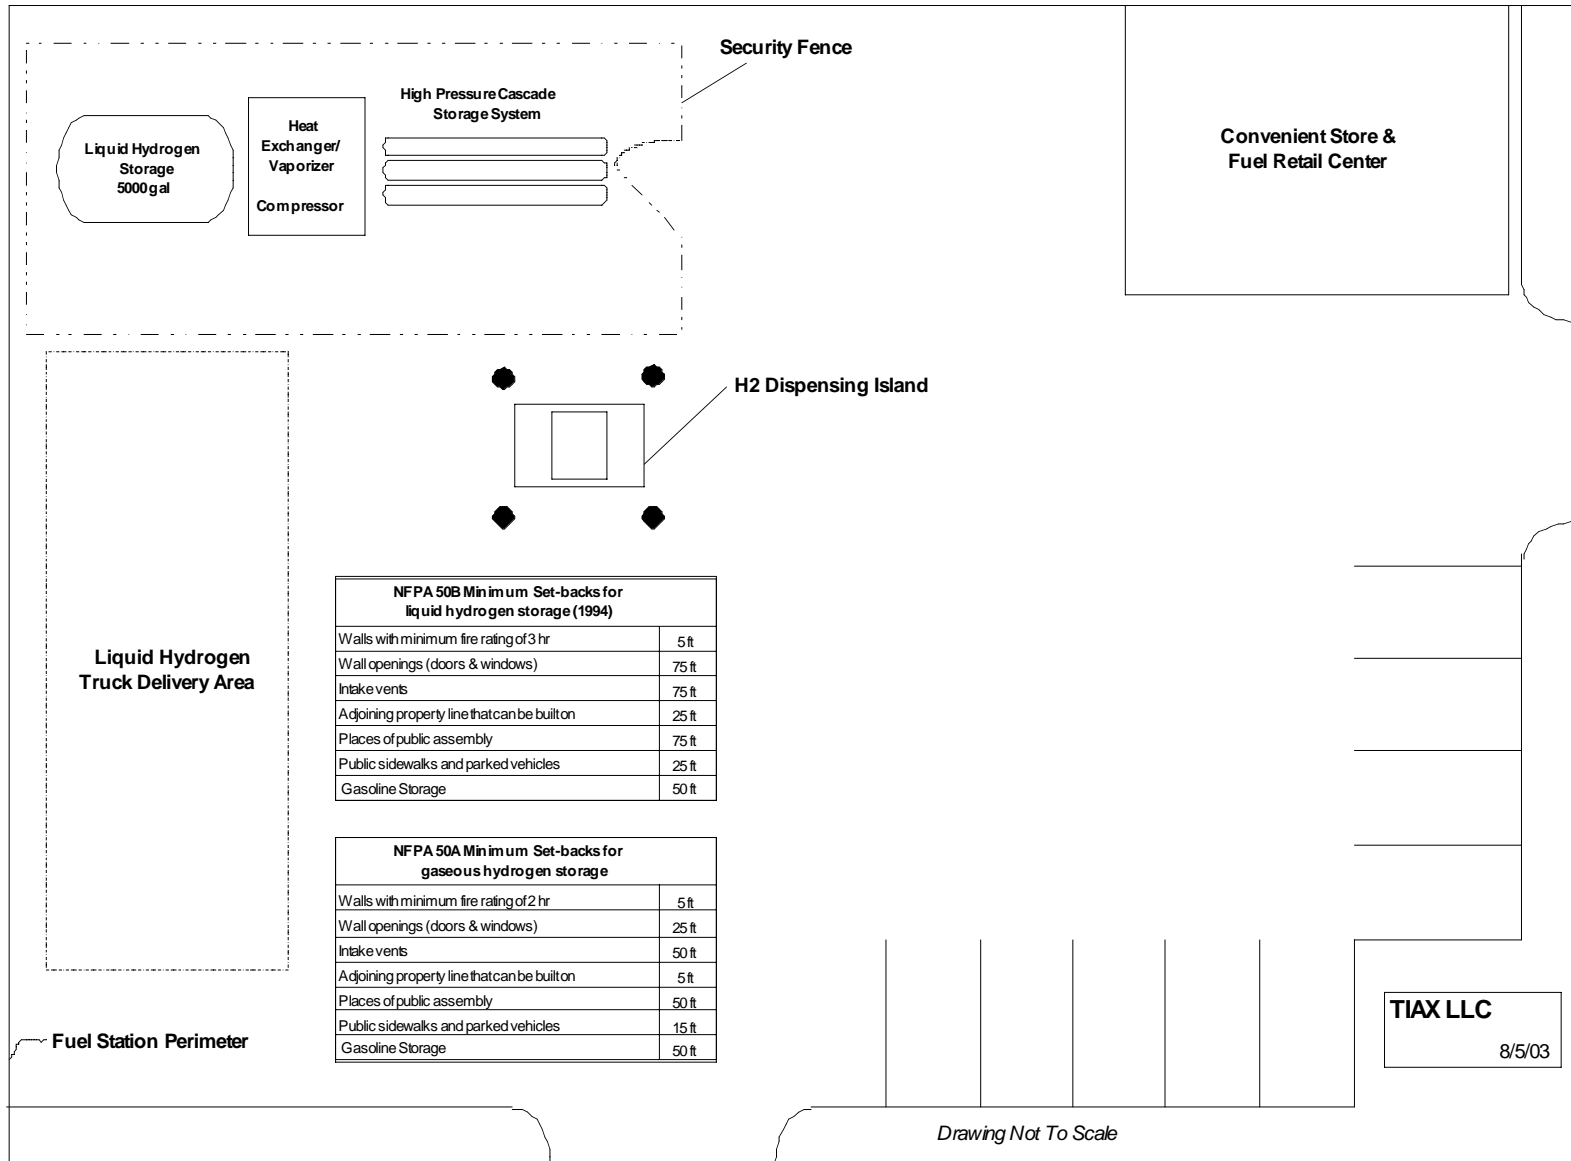 Security Fence
High Pressure Cascade
Storage System
Heat
Exchanger/
Vaporizer
Compressor
Liquid Hydrogen
Storage
5000gal
Convenient Store &
Fuel Retail Center
H2 Dispensing Island
NFPA 50B Minimum Set-backs for
liquid hydrogen storage (1994)
Walls with minimum fire rating of 3 hr 5 ft
Wall openings (doors & windows) 75 ft
Intake vents 75 ft
Adjoining property line that can be built on 25 ft
Places of public assembly 75 ft
Public sidewalks and parked vehicles 25 ft
Gasoline Storage 50 ft
Liquid Hydrogen
Truck Delivery Area
NFPA 50A Minimum Set-backs for
gaseous hydrogen storage
Walls with minimum fire rating of 2 hr 5 ft
Wall openings (doors & windows) 25 ft
Intake vents 50 ft
Adjoining property line that can be built on 5 ft
Places of public assembly 50 ft
Public sidewalks and parked vehicles 15 ft
Gasoline Storage 50 ft
Fuel Station Perimeter
TIAX LLC
8/5/03
Drawing Not To Scale